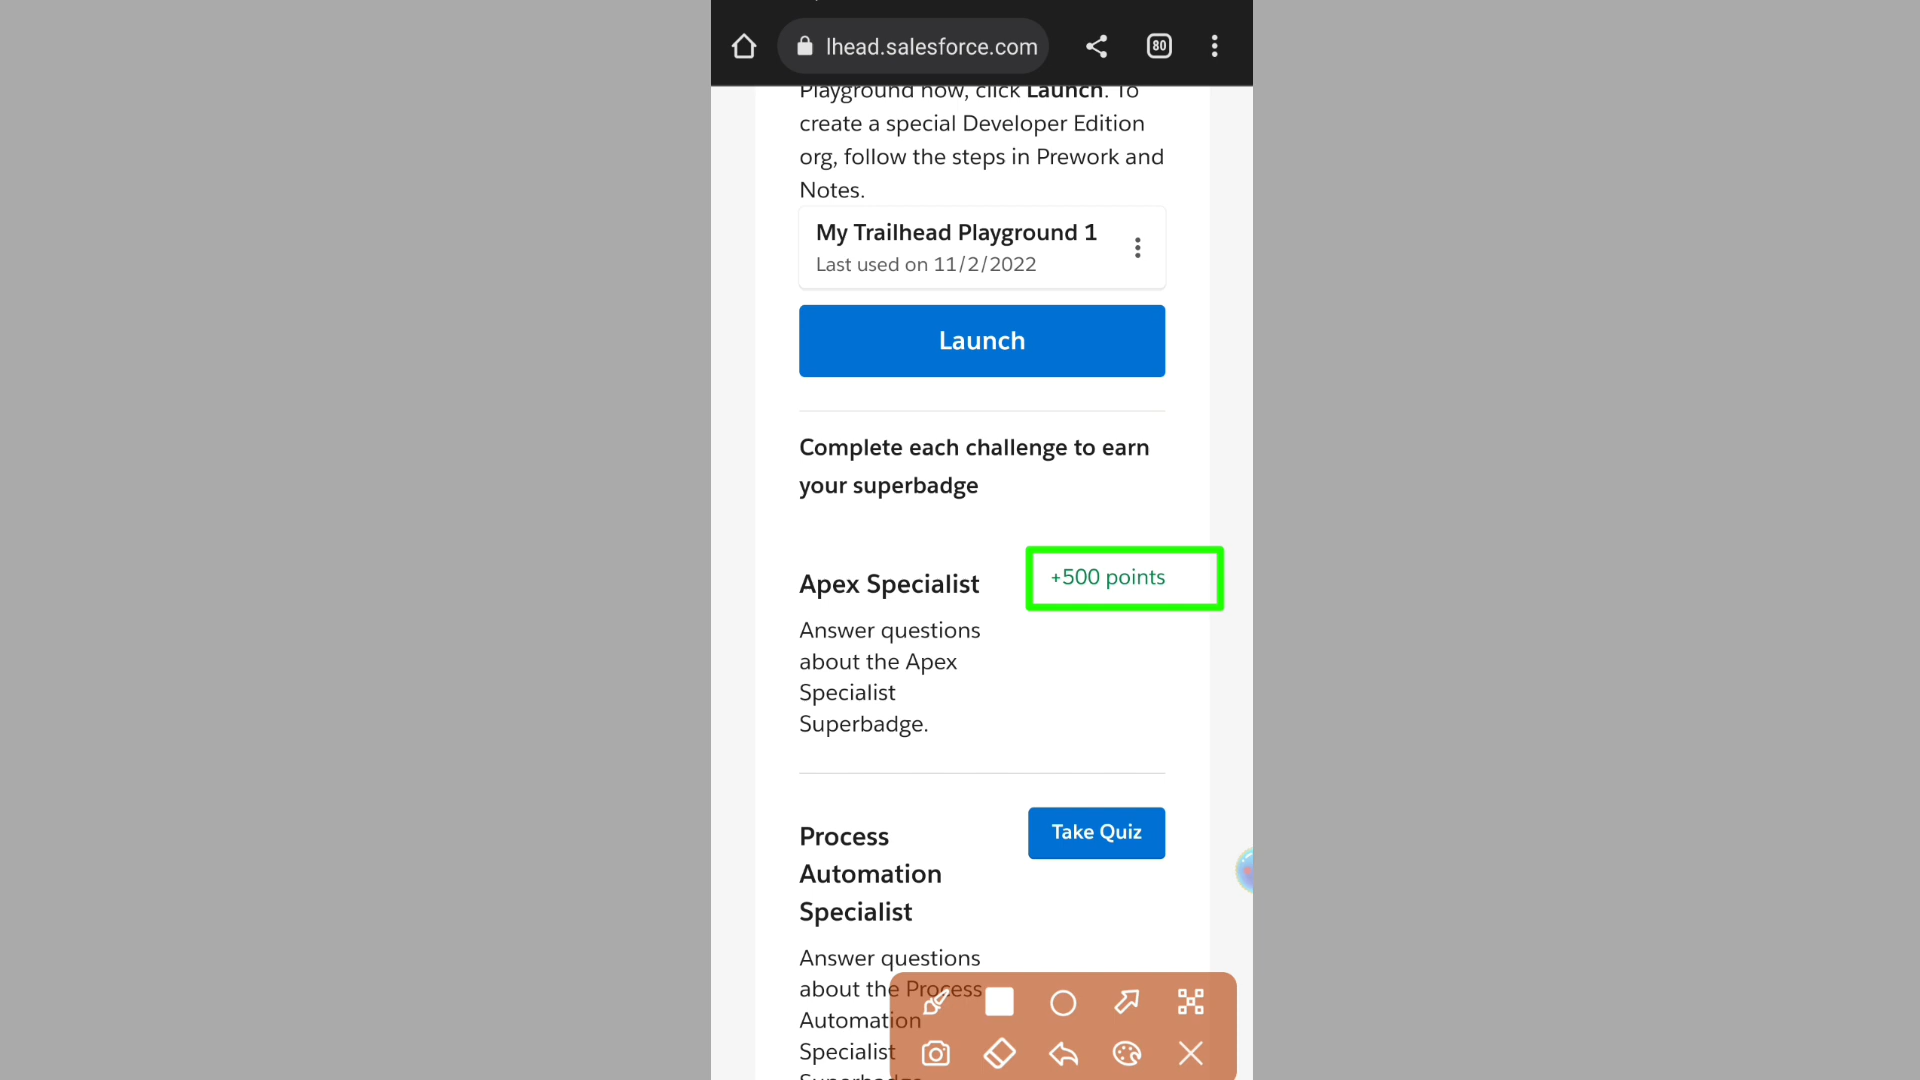 lhead.salesforce.com
80
Playground now, click Launch. To
create a special Developer Edition
org, follow the steps in Prework and
Notes.
My Trailhead Playground 1
Last used on 11/2/2022
Launch
Complete each challenge to earn
your superbadge
+500 points
Apex Specialist
Answer questions
about the Apex
Specialist
Superbadge.
Take Quiz
Process
Automation
Specialist
Answer questions
about the Process
Automation
Specialist
Superbadge